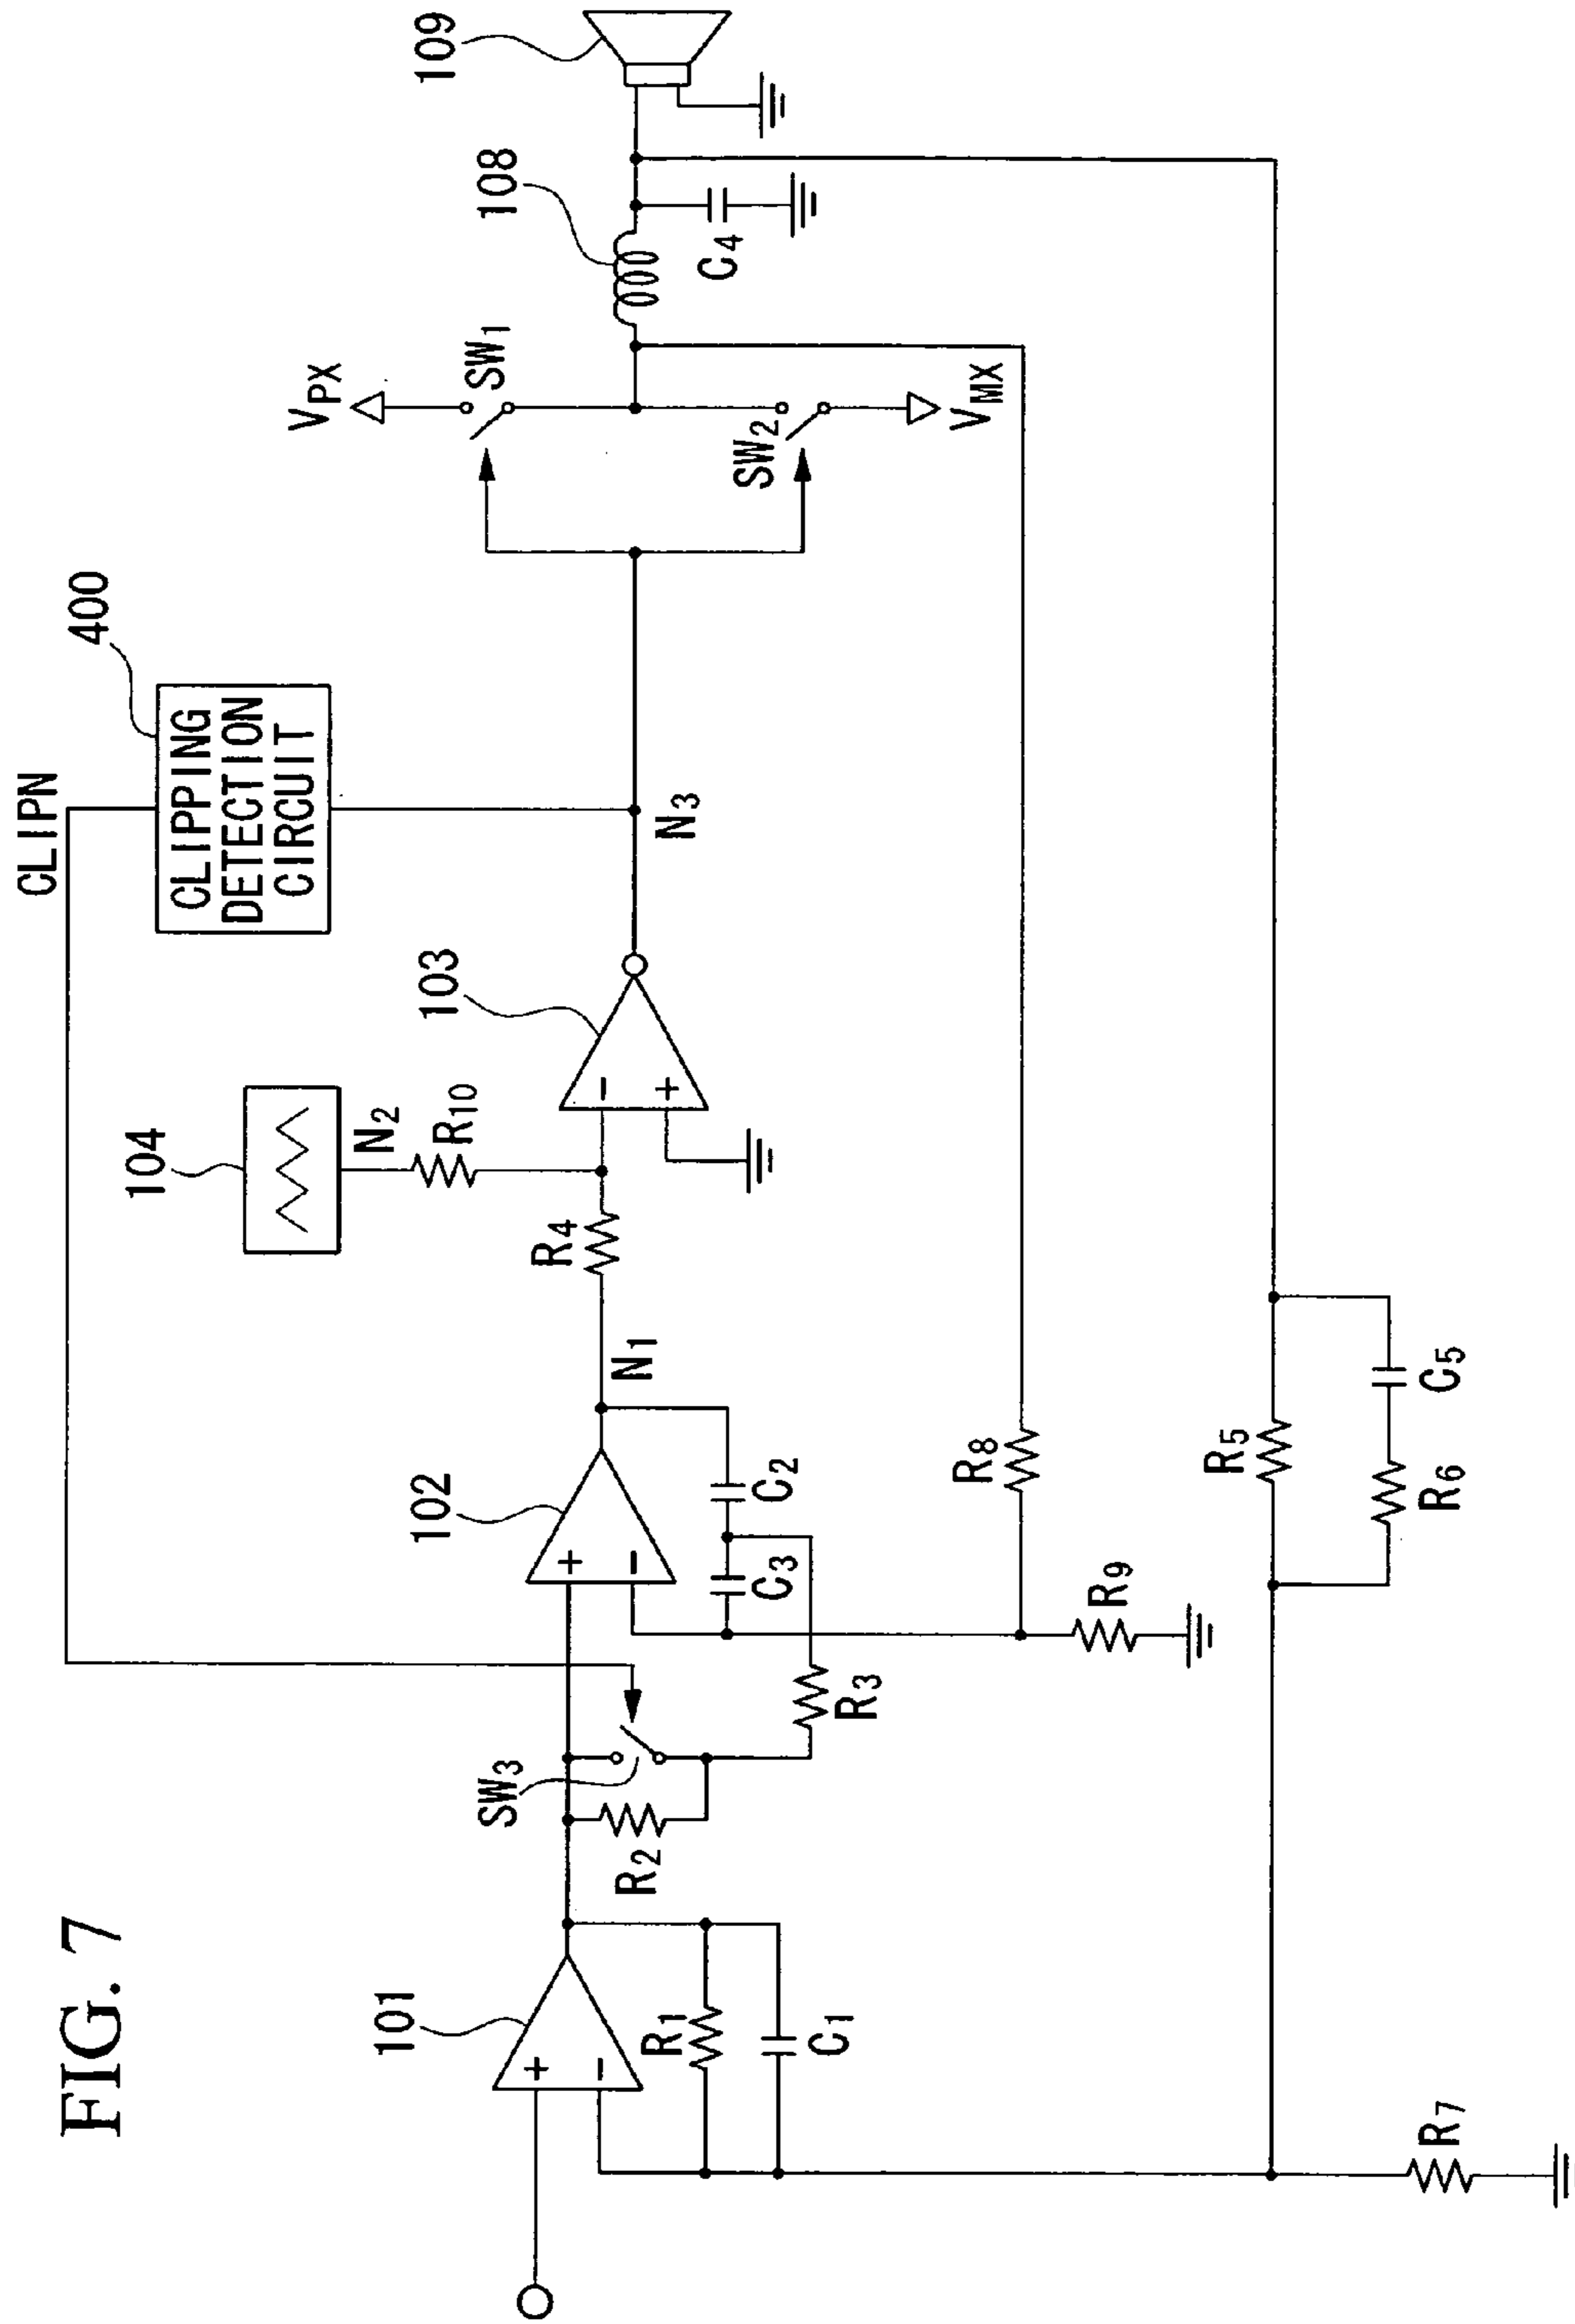 FIG. 7
CLIPN
400
CLIPPING
DETECTION
CIRCUIT
104
N2
R10
103
N3
102
R4
N1
101
SW3
R2
R1
C1
+
−
+
−
−
+
C2
C3
R3
R8
R9
R5
R6
C5
R7
VPX
SW1
SW2
VMX
108
C4
109